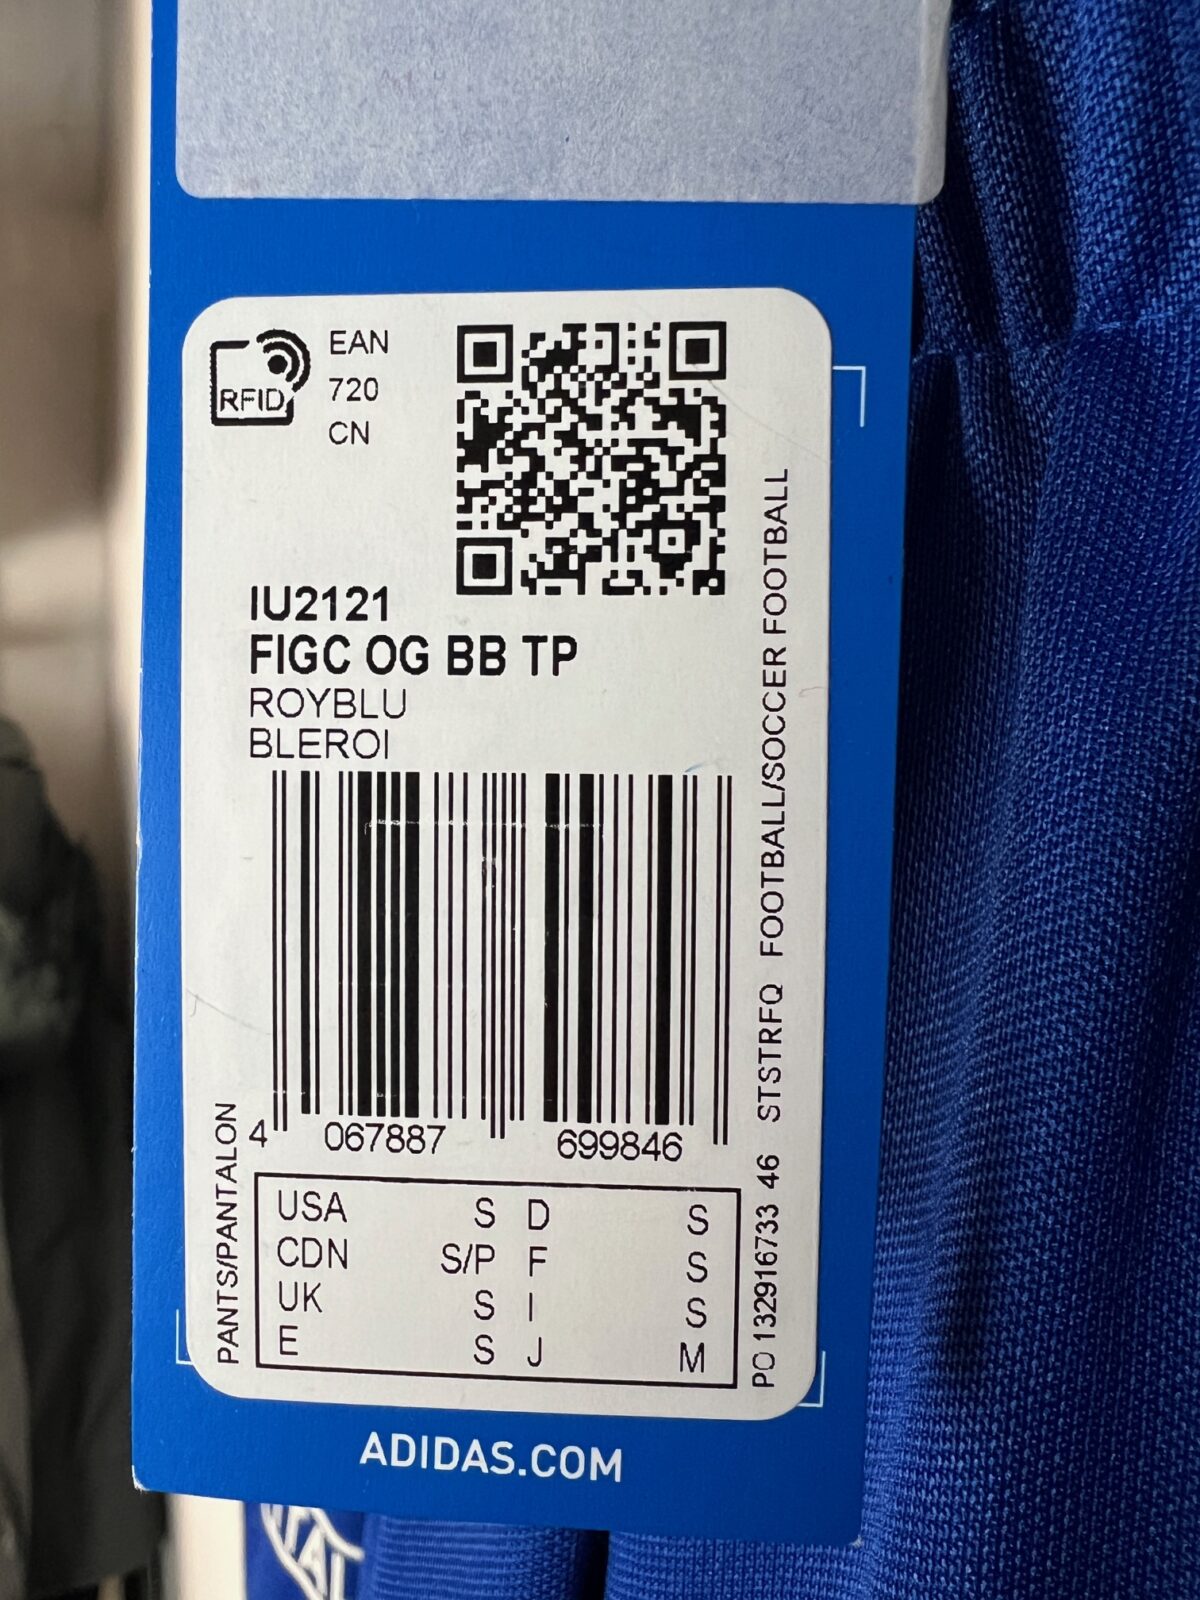 RFID
EAN
720
CN
IU2121
FIGC OG BB TP
ROYBLU
BLEROI
4 067887 699846
PANTS/PANTALON
USA S D S
CDN S/P F S
UK S I S
E S J M
PO 132916733 46 STSTRFQ FOOTBALL/SOCCER FOOTBALL
ADIDAS.COM